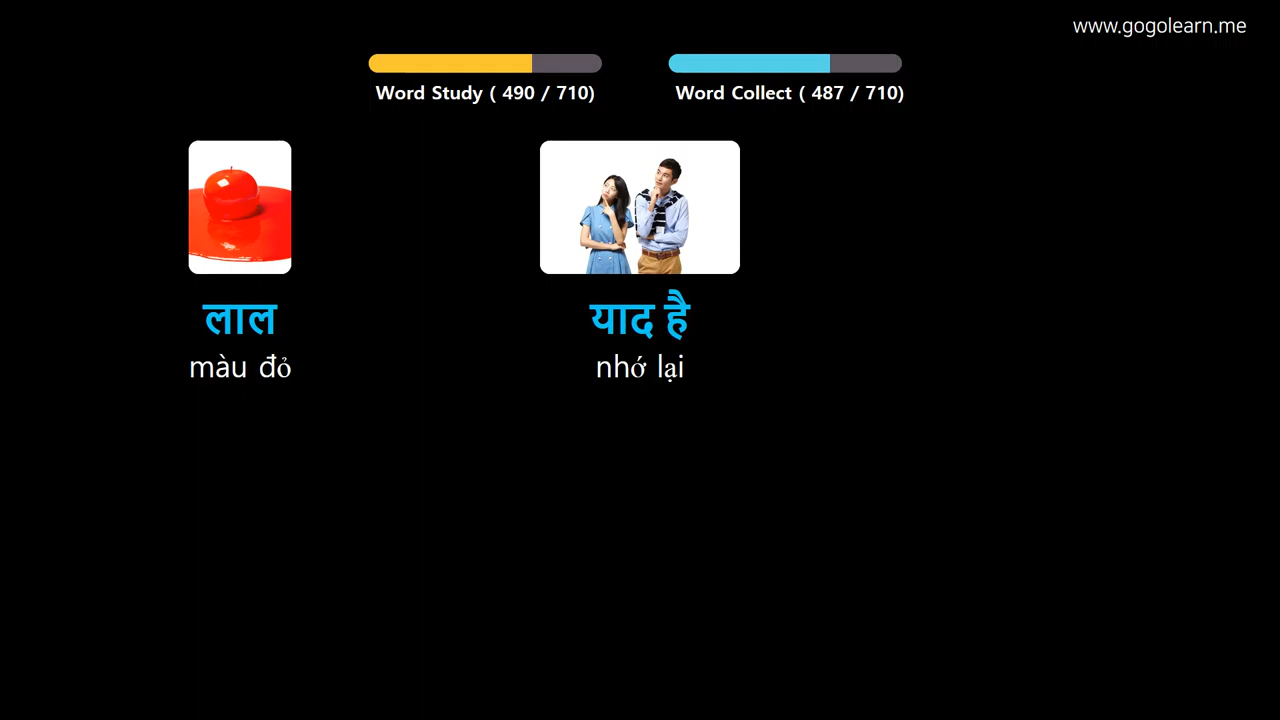 www.gogolearn.me
Word Study ( 490 / 710)
Word Collect ( 487 / 710)
लाल
màu đỏ
याद है
nhớ lại